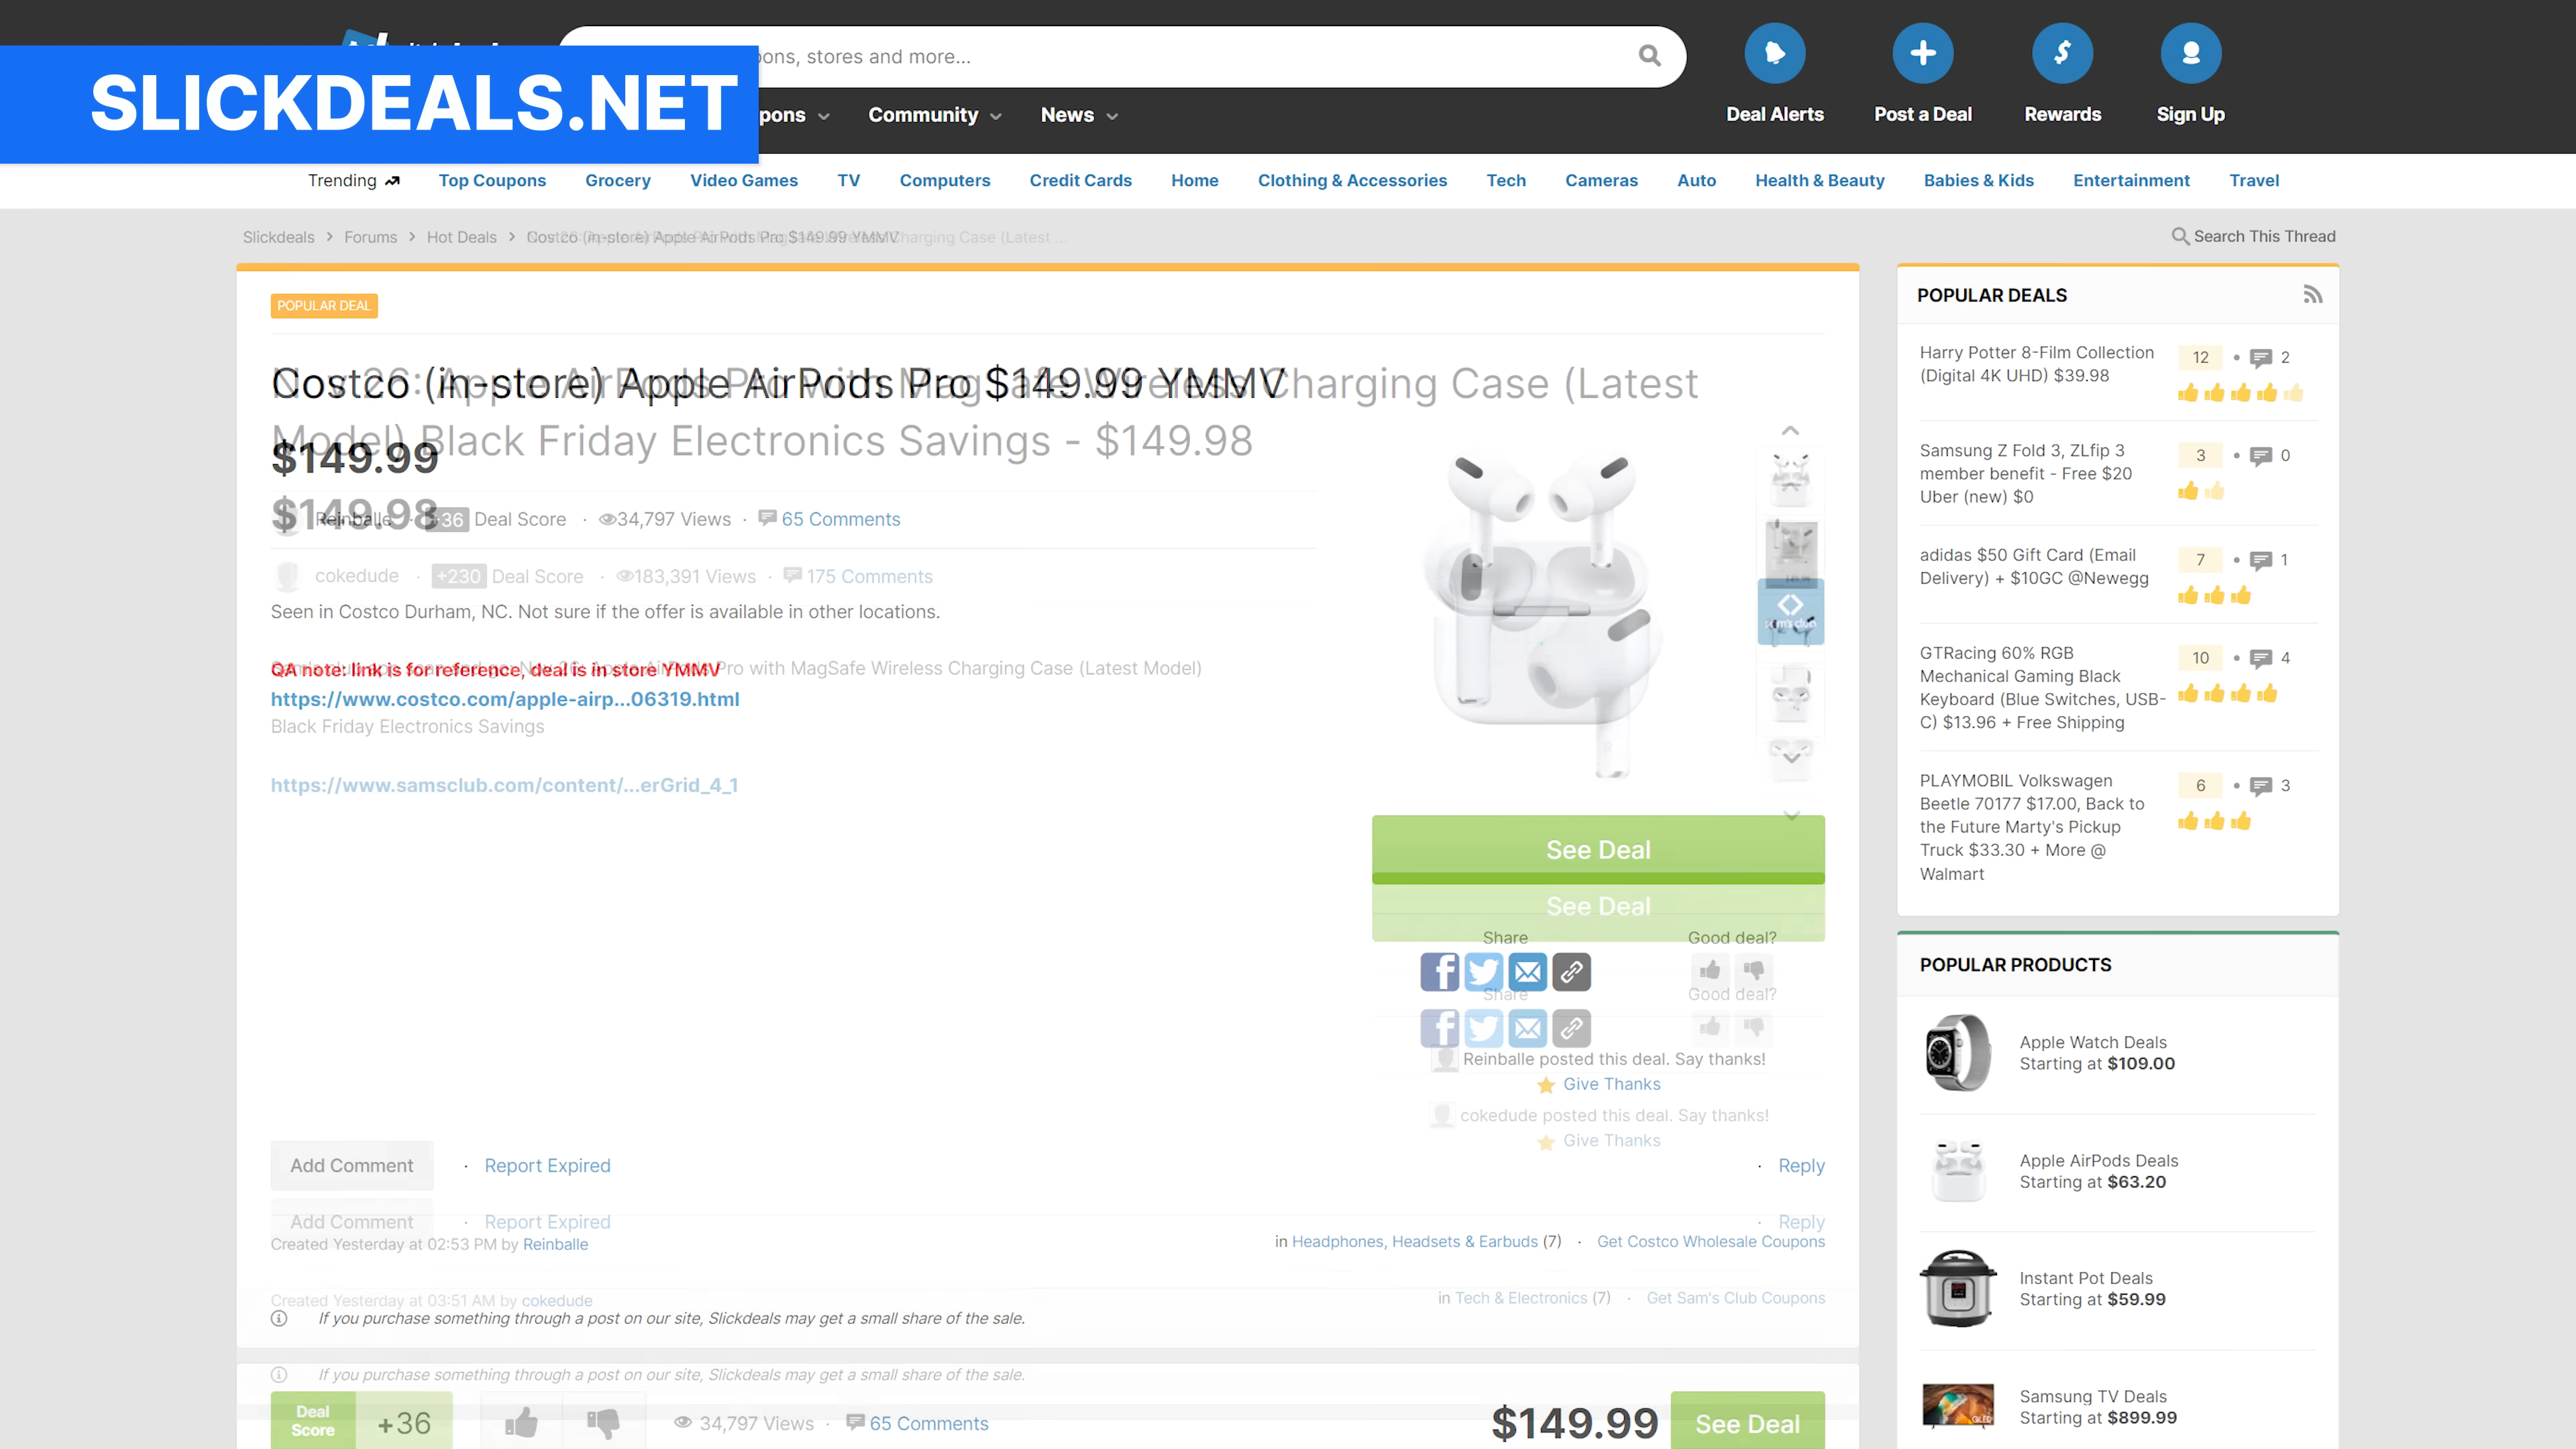 SLICKDEALS.NET
ons, stores and more...
pons
Community
News
Deal Alerts
Post a Deal
Rewards
Sign Up
Trending
Top Coupons
Grocery
Video Games
TV
Computers
Credit Cards
Home
Clothing & Accessories
Tech
Cameras
Auto
Health & Beauty
Babies & Kids
Entertainment
Travel
Slickdeals > Forums > Hot Deals > Costco (in-store) Apple AirPods Pro $149.99 YMMV
Charging Case (Latest ...
Search This Thread
POPULAR DEAL
Costco (in-store) Apple AirPods Pro $149.99 YMMV
Nov 26: Apple AirPods Pro with MagSafe Wireless Charging Case (Latest
Model) Black Friday Electronics Savings - $149.98
$149.99
$149.98
Reinballe · +36 Deal Score · 34,797 Views · 65 Comments
cokedude · +230 Deal Score · 183,391 Views · 175 Comments
Seen in Costco Durham, NC. Not sure if the offer is available in other locations.
QA note: link is for reference, deal is in store YMMV
Pro with MagSafe Wireless Charging Case (Latest Model)
https://www.costco.com/apple-airp...06319.html
Black Friday Electronics Savings
https://www.samsclub.com/content/...erGrid_4_1
sam's club
See Deal
See Deal
Share
Good deal?
Share
Good deal?
Reinballe posted this deal. Say thanks!
Give Thanks
cokedude posted this deal. Say thanks!
Give Thanks
Add Comment · Report Expired
· Reply
Add Comment · Report Expired
· Reply
Created Yesterday at 02:53 PM by Reinballe
in Headphones, Headsets & Earbuds (7) · Get Costco Wholesale Coupons
Created Yesterday at 03:51 AM by cokedude
in Tech & Electronics (7) · Get Sam's Club Coupons
If you purchase something through a post on our site, Slickdeals may get a small share of the sale.
If you purchase something through a post on our site, Slickdeals may get a small share of the sale.
Deal
Score
+36
34,797 Views · 65 Comments
$149.99
See Deal
POPULAR DEALS
Harry Potter 8-Film Collection
(Digital 4K UHD) $39.98
12 • 2
Samsung Z Fold 3, ZLfip 3
member benefit - Free $20
Uber (new) $0
3 • 0
adidas $50 Gift Card (Email
Delivery) + $10GC @Newegg
7 • 1
GTRacing 60% RGB
Mechanical Gaming Black
Keyboard (Blue Switches, USB-
C) $13.96 + Free Shipping
10 • 4
PLAYMOBIL Volkswagen
Beetle 70177 $17.00, Back to
the Future Marty's Pickup
Truck $33.30 + More @
Walmart
6 • 3
POPULAR PRODUCTS
Apple Watch Deals
Starting at $109.00
Apple AirPods Deals
Starting at $63.20
Instant Pot Deals
Starting at $59.99
Samsung TV Deals
Starting at $899.99
QLED